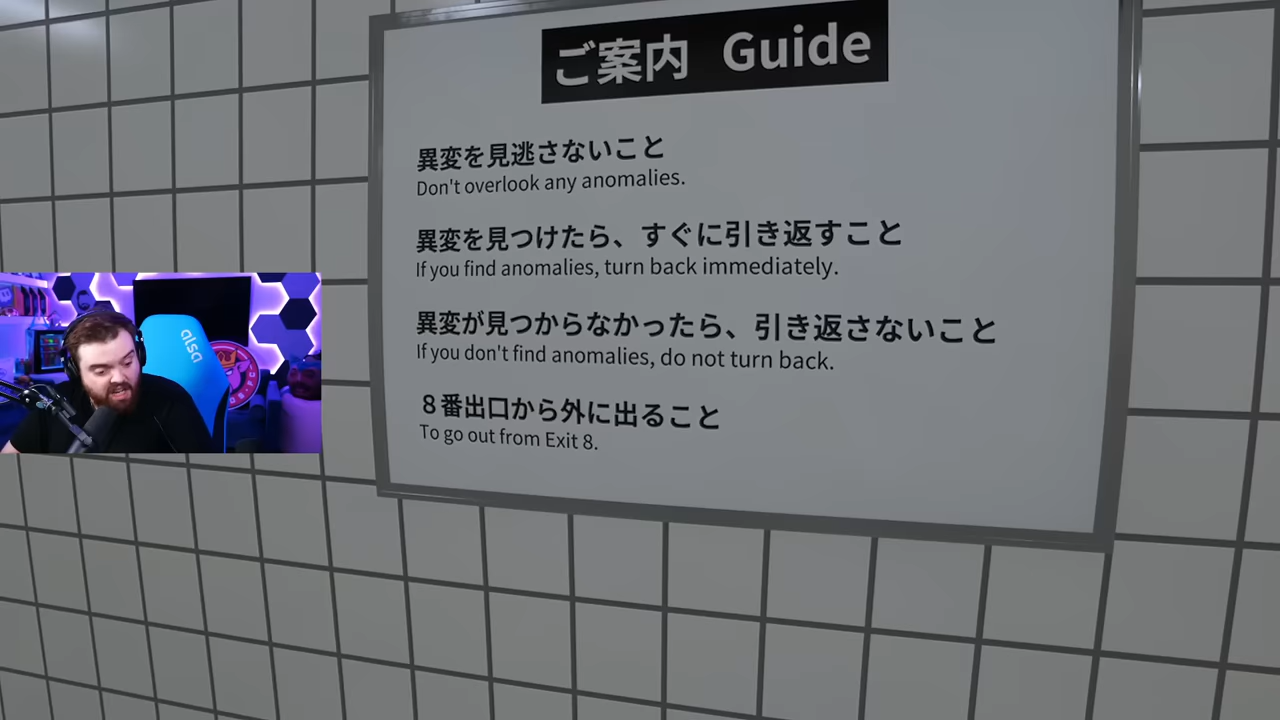 ご案内 Guide
異変を見逃さないこと
Don't overlook any anomalies.
異変を見つけたら、すぐに引き返すこと
If you find anomalies, turn back immediately.
異変が見つからなかったら、引き返さないこと
If you don't find anomalies, do not turn back.
８番出口から外に出ること
To go out from Exit 8.
alsa